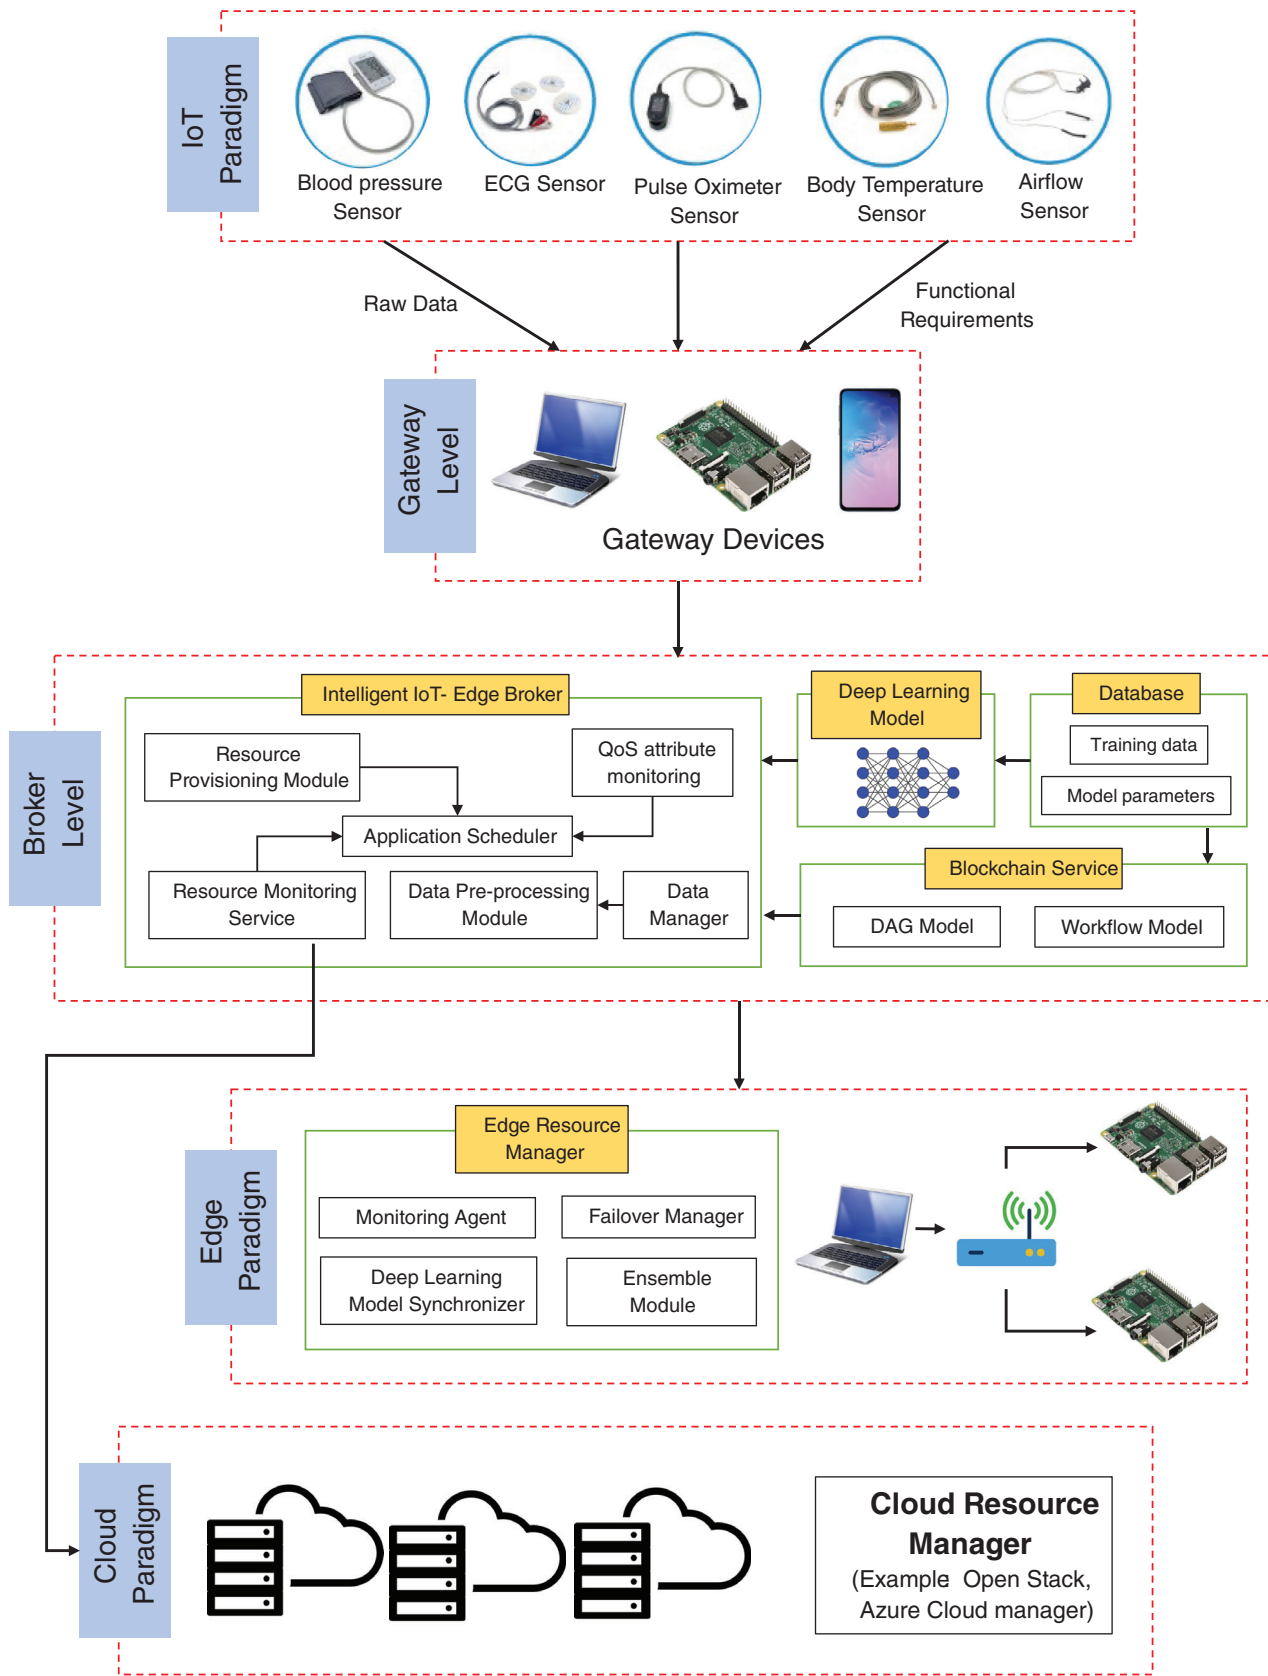 IoT
Paradigm
Blood pressure
Sensor
ECG Sensor
Pulse Oximeter
Sensor
Body Temperature
Sensor
Airflow
Sensor
Raw Data
Functional
Requirements
Gateway
Level
Gateway Devices
Broker
Level
Intelligent IoT- Edge Broker
Resource
Provisioning Module
QoS attribute
monitoring
Application Scheduler
Resource Monitoring
Service
Data Pre-processing
Module
Data
Manager
Deep Learning
Model
Database
Training data
Model parameters
Blockchain Service
DAG Model
Workflow Model
Edge
Paradigm
Edge Resource
Manager
Monitoring Agent
Failover Manager
Deep Learning
Model Synchronizer
Ensemble
Module
Cloud
Paradigm
Cloud Resource
Manager
(Example: Open Stack,
Azure Cloud manager)